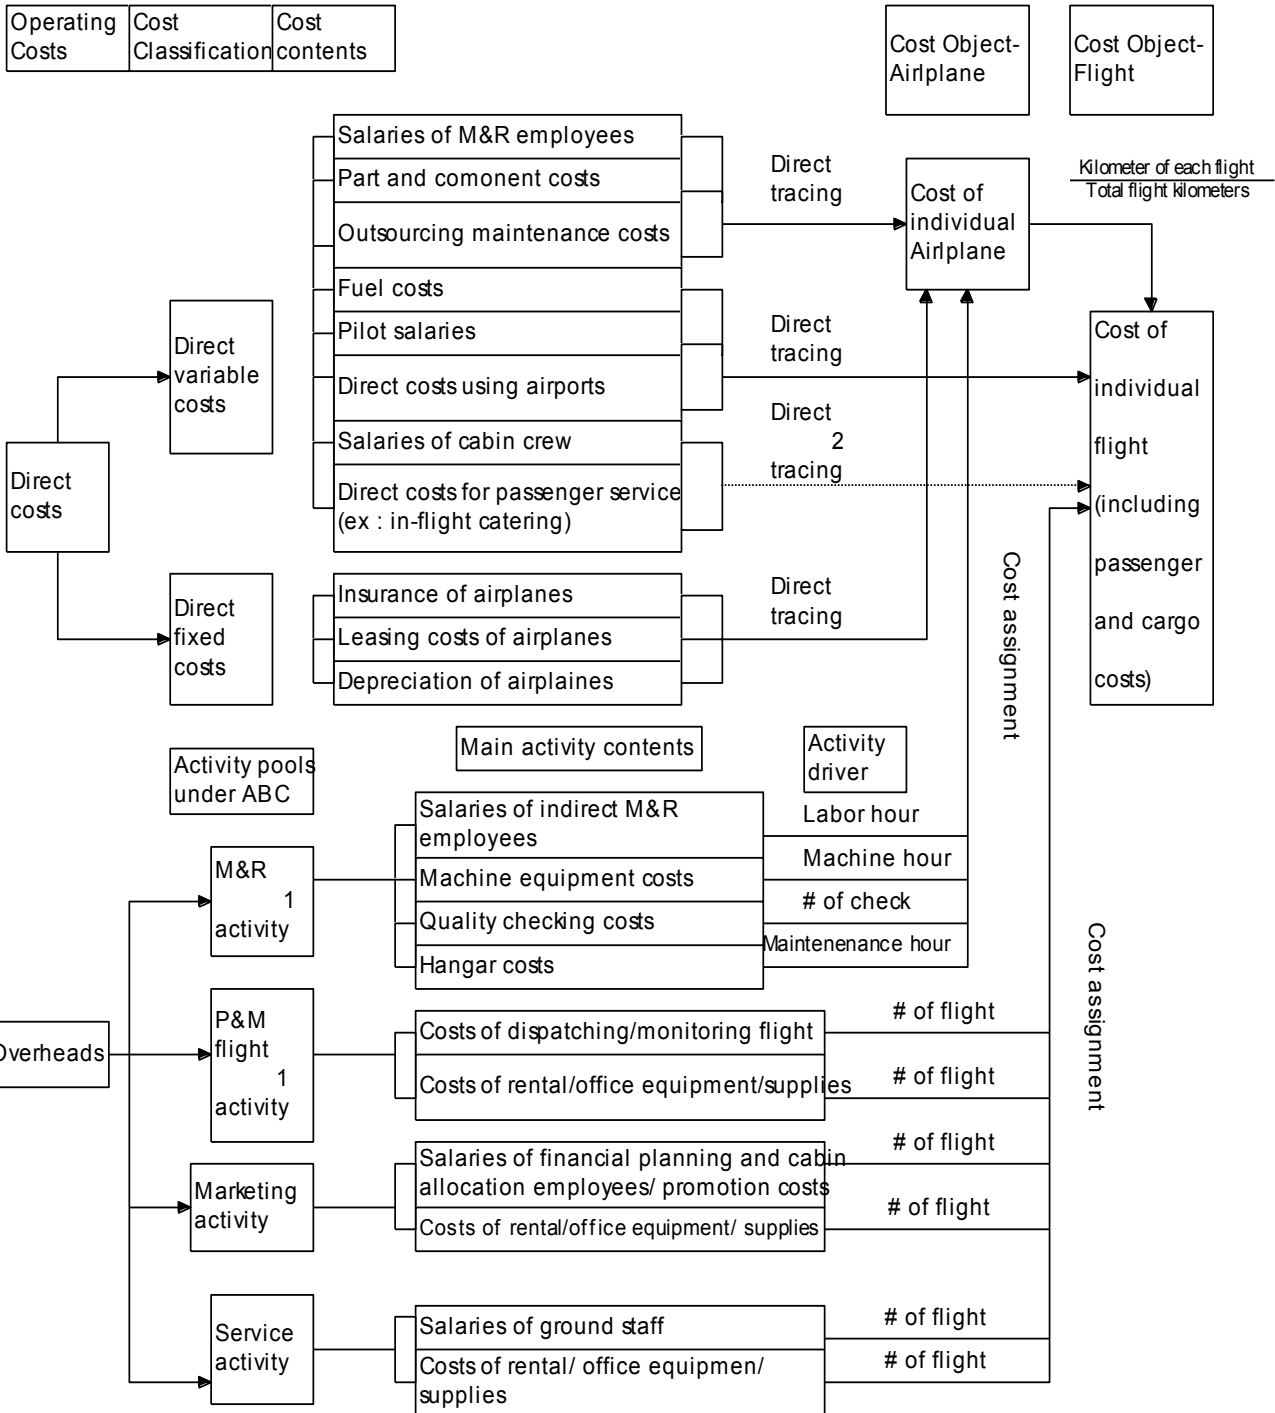 Operating
Costs
Cost
Classification
Cost
contents
Cost Object-
Airlplane
Cost Object-
Flight
Salaries of M&R employees
Part and comonent costs
Outsourcing maintenance costs
Fuel costs
Pilot salaries
Direct costs using airports
Salaries of cabin crew
Direct costs for passenger service
(ex : in-flight catering)
Direct
tracing
Cost of
individual
Airlplane
Kilometer of each flight
Total flight kilometers
Direct
variable
costs
Direct
tracing
Direct
2
tracing
Cost of
individual
flight
(including
passenger
and cargo
costs)
Direct
costs
Direct
fixed
costs
Insurance of airplanes
Leasing costs of airplanes
Depreciation of airplaines
Direct
tracing
Cost assignment
Activity pools
under ABC
Main activity contents
Activity
driver
M&R
1
activity
Salaries of indirect M&R
employees
Machine equipment costs
Quality checking costs
Hangar costs
Labor hour
Machine hour
# of check
Maintenenance hour
Cost assignment
Overheads
P&M
flight
1
activity
Costs of dispatching/monitoring flight
Costs of rental/office equipment/supplies
# of flight
# of flight
Marketing
activity
Salaries of financial planning and cabin
allocation employees/ promotion costs
Costs of rental/office equipment/ supplies
# of flight
# of flight
Service
activity
Salaries of ground staff
Costs of rental/ office equipmen/
supplies
# of flight
# of flight